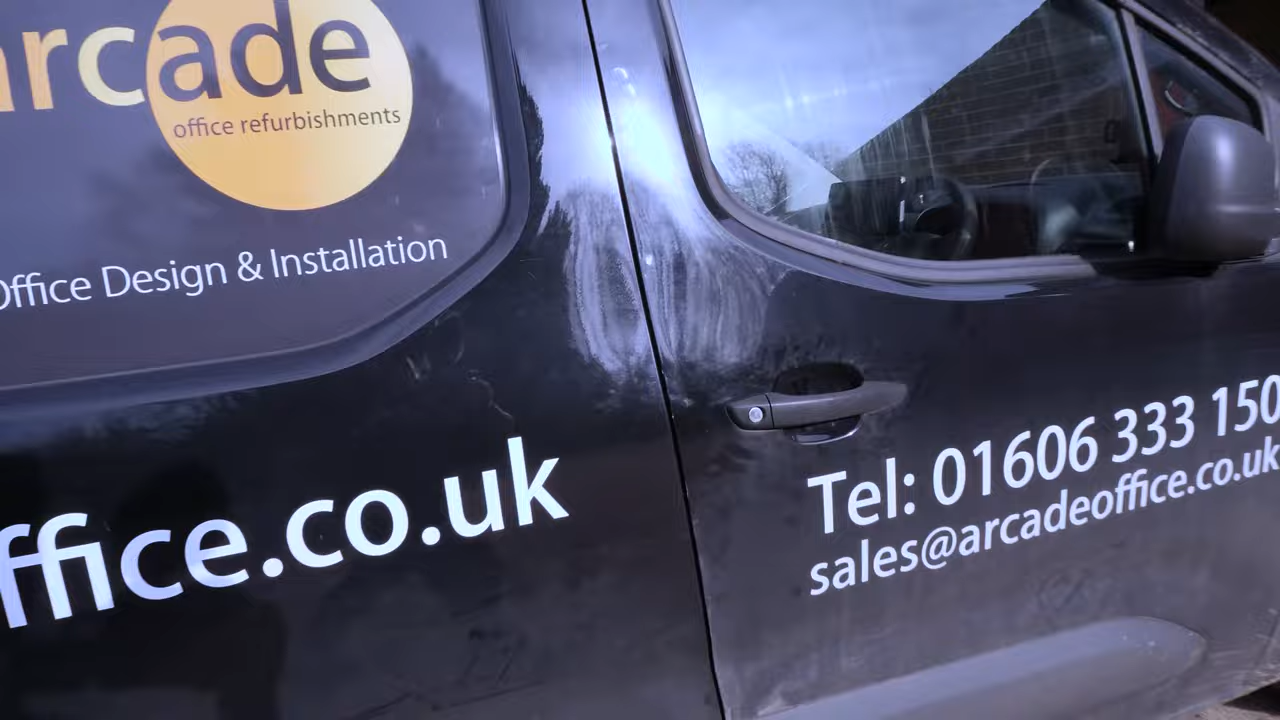 arcade
office refurbishments
Office Design & Installation
ffice.co.uk
Tel: 01606 333 150
sales@arcadeoffice.co.uk